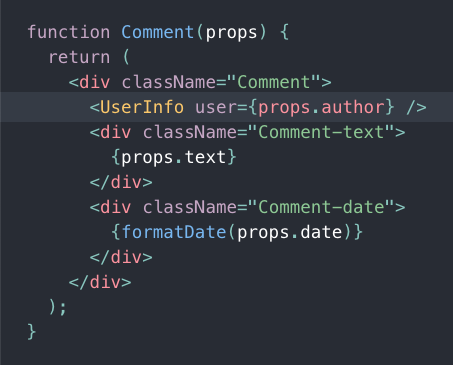 function Comment(props) {
  return (
    <div className="Comment">
      <UserInfo user={props.author} />
      <div className="Comment-text">
        {props.text}
      </div>
      <div className="Comment-date">
        {formatDate(props.date)}
      </div>
    </div>
  );
}